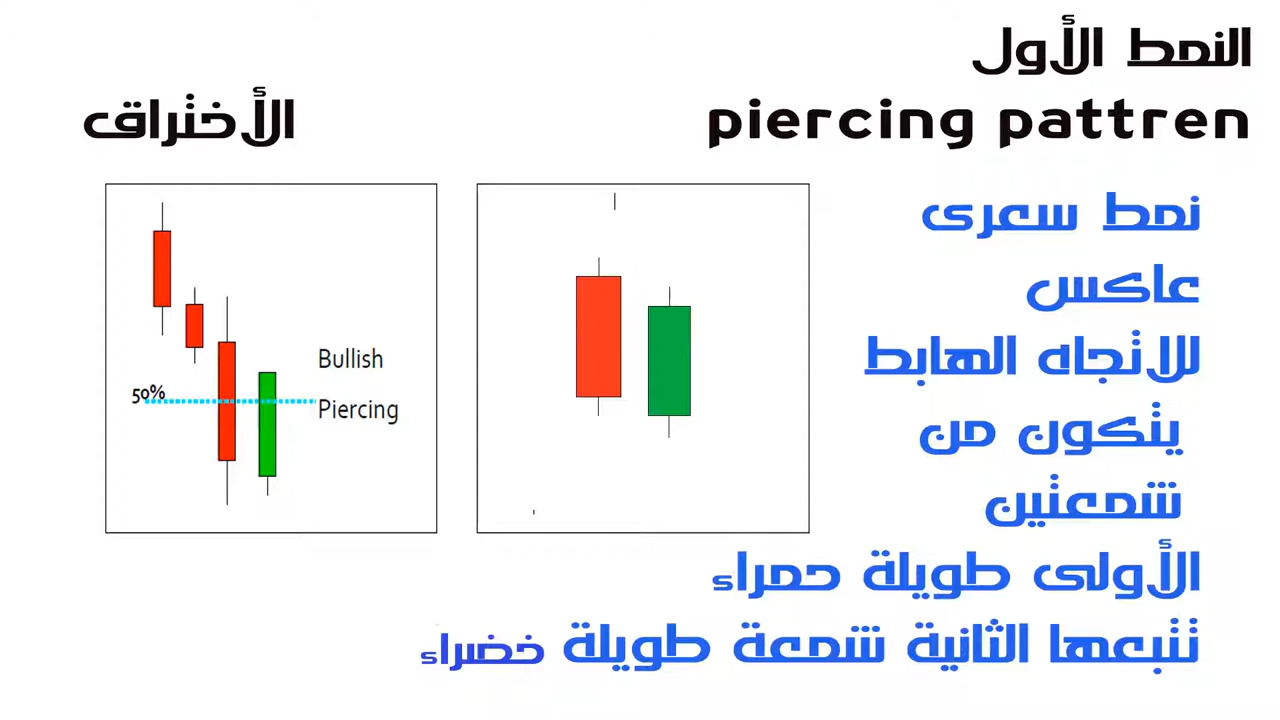 النمط الأول
piercing pattren
الأختراق
نمط سعرى
عاكس
للاتجاه الهابط
يتكون من
شمعتين
الأولى طويلة حمراء
تتبعها الثانية شمعة طويلة خضراء
Bullish
50%
Piercing